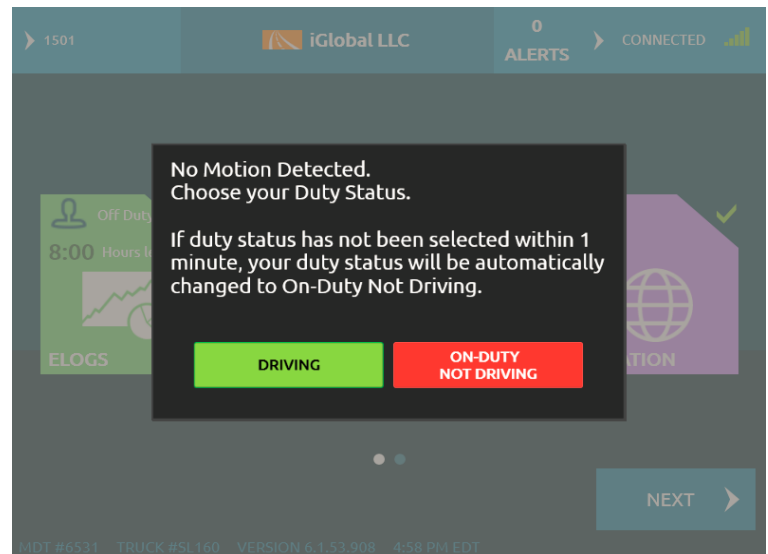 1501
iGlobal LLC
0
ALERTS
CONNECTED
No Motion Detected.
Choose your Duty Status.
If duty status has not been selected within 1
minute, your duty status will be automatically
changed to On-Duty Not Driving.
DRIVING
ON-DUTY
NOT DRIVING
Off Duty
8:00 Hours
ELOGS
NEXT
MDT #6531 TRUCK #SL160 VERSION 6.1.53.908 4:58 PM EDT